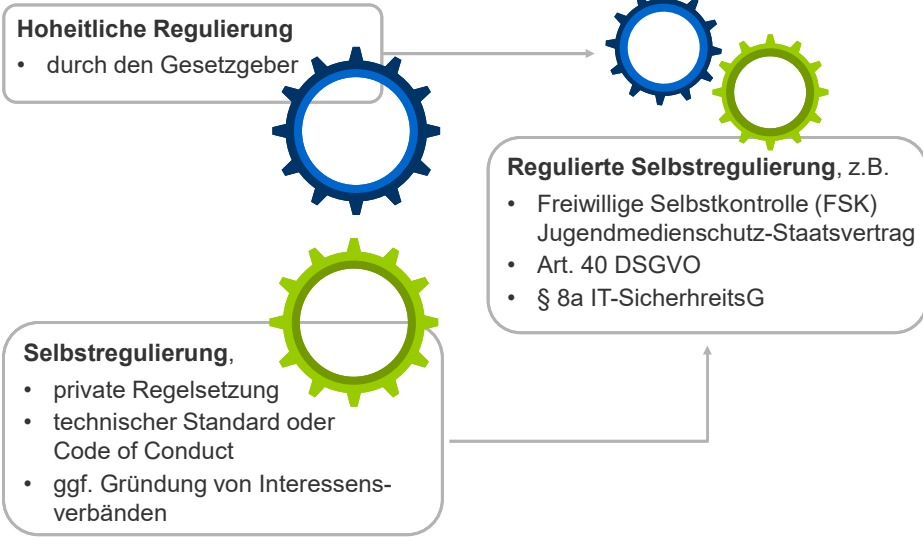 Hoheitliche Regulierung
• durch den Gesetzgeber
Regulierte Selbstregulierung, z.B.
• Freiwillige Selbstkontrolle (FSK)
Jugendmedienschutz-Staatsvertrag
• Art. 40 DSGVO
• § 8a IT-SicherhreitsG
Selbstregulierung,
• private Regelsetzung
• technischer Standard oder
Code of Conduct
• ggf. Gründung von Interessens-
verbänden